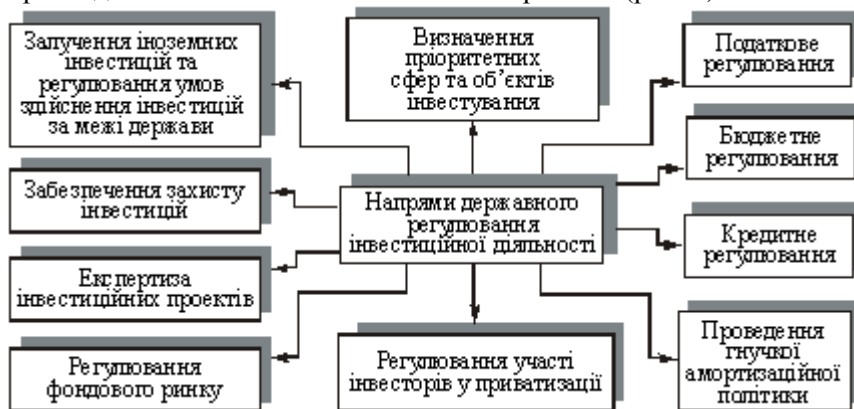 Залучення іноземних
інвестицій та
регулювання умов
здійснення інвестицій
за межі держави
Визначення
пріоритетних
сфер та об’єктів
інвестування
Податкове
регулювання
Бюджетне
регулювання
Забезпечення захисту
інвестицій
Напрями державного
регулювання
інвестиційної діяльності
Кредитне
регулювання
Експертиза
інвестиційних проектів
Регулювання
фондового ринку
Регулювання участі
інвесторів у приватизації
Проведення
гнучкої
амортизаційної
політики